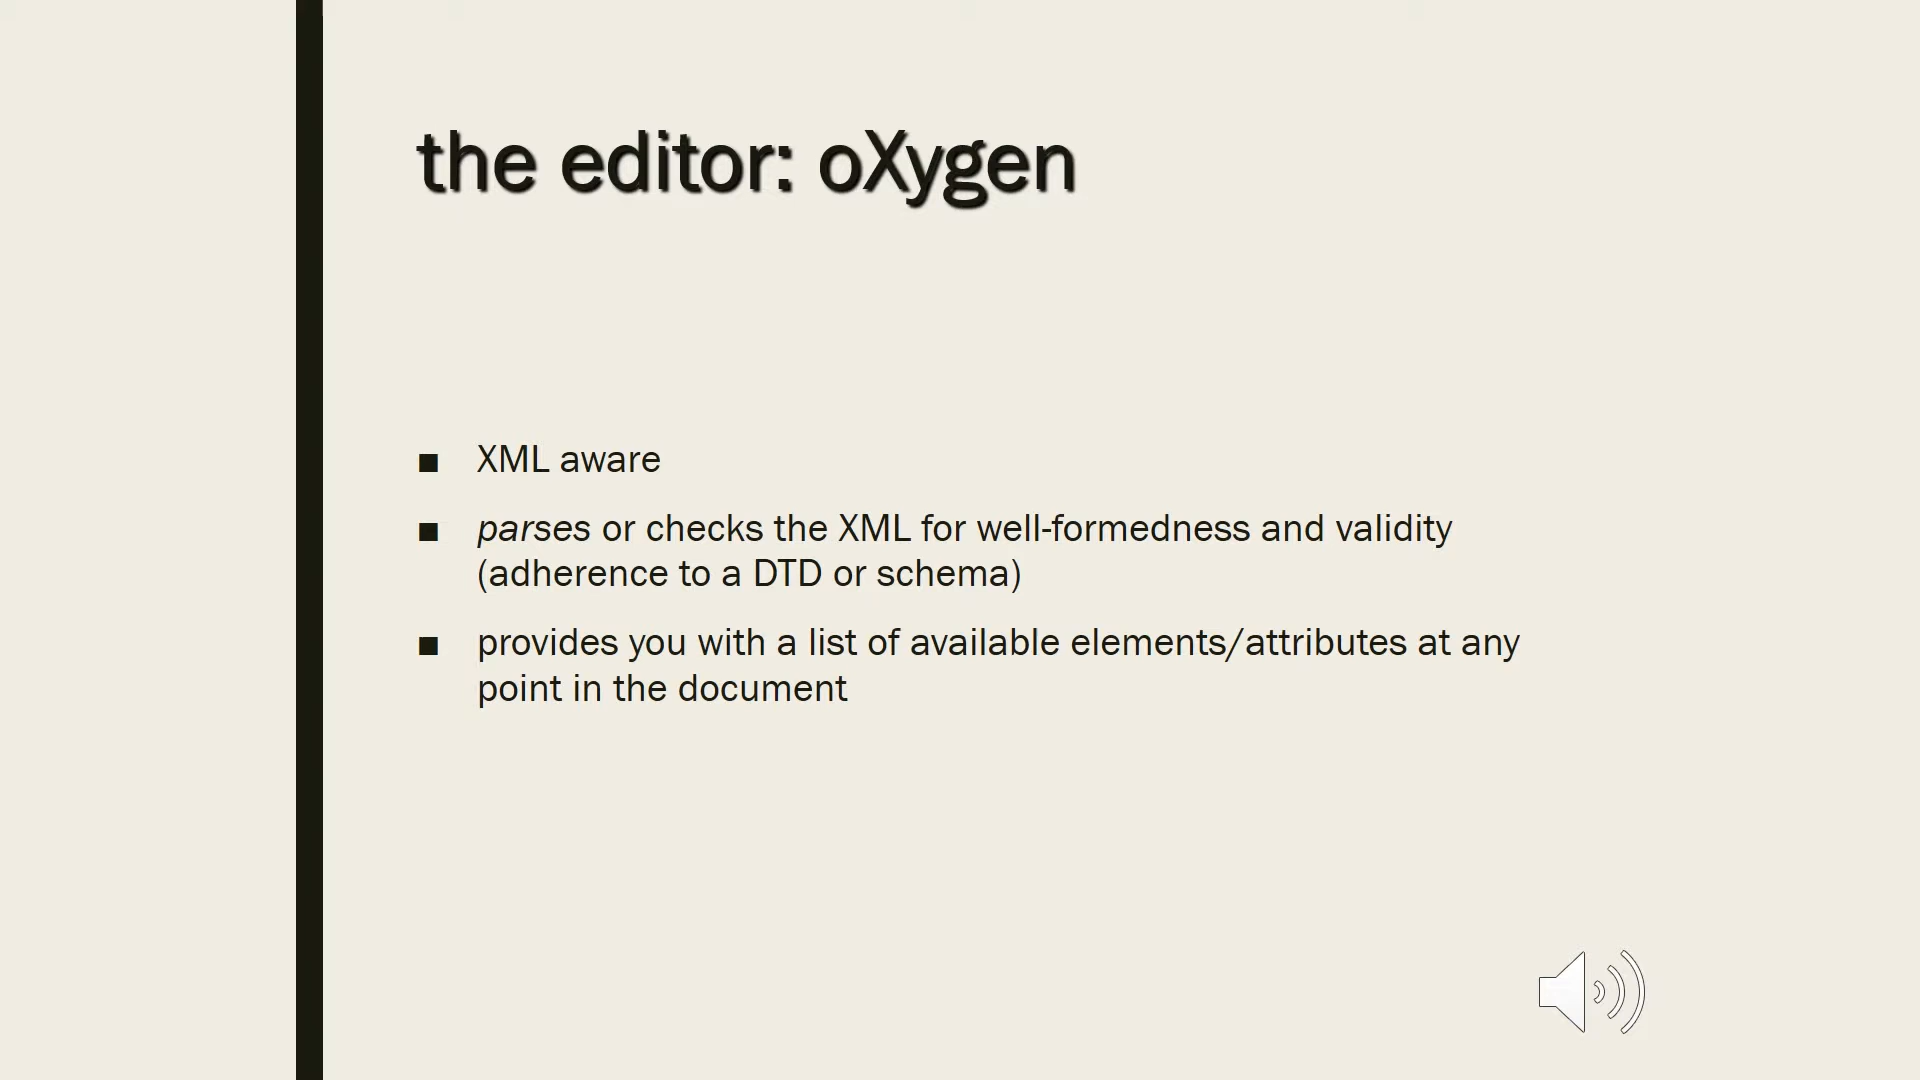 the editor: oXygen
■ XML aware
■ parses or checks the XML for well-formedness and validity
(adherence to a DTD or schema)
■ provides you with a list of available elements/attributes at any
point in the document